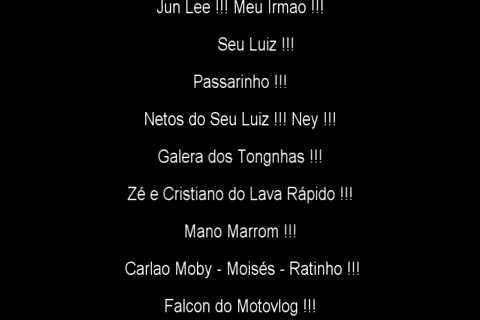 Jun Lee !!! Meu Irmao !!!
Seu Luiz !!!
Passarinho !!!
Netos do Seu Luiz !!! Ney !!!
Galera dos Tongnhas !!!
Zé e Cristiano do Lava Rápido !!!
Mano Marrom !!!
Carlao Moby - Moisés - Ratinho !!!
Falcon do Motovlog !!!